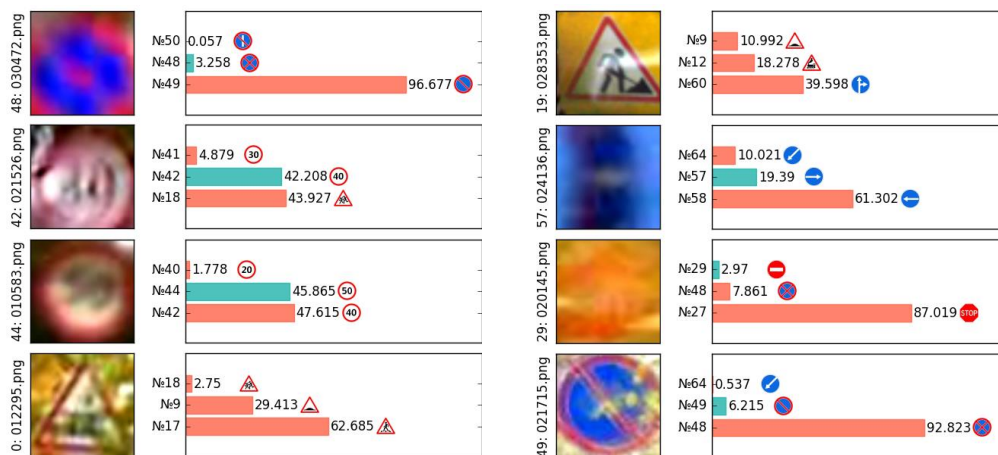 48: 030472.png
№50 0.057
№48 3.258
№49 96.677
42: 021526.png
№41 4.879 30
№42 42.208 40
№18 43.927
44: 010583.png
№40 1.778 20
№44 45.865 50
№42 47.615 40
0: 012295.png
№18 2.75
№9 29.413
№17 62.685
19: 028353.png
№9 10.992
№12 18.278
№60 39.598
57: 024136.png
№64 10.021
№57 19.39
№58 61.302
29: 020145.png
№29 2.97
№48 7.861
№27 87.019 STOP
49: 021715.png
№64 0.537
№49 6.215
№48 92.823